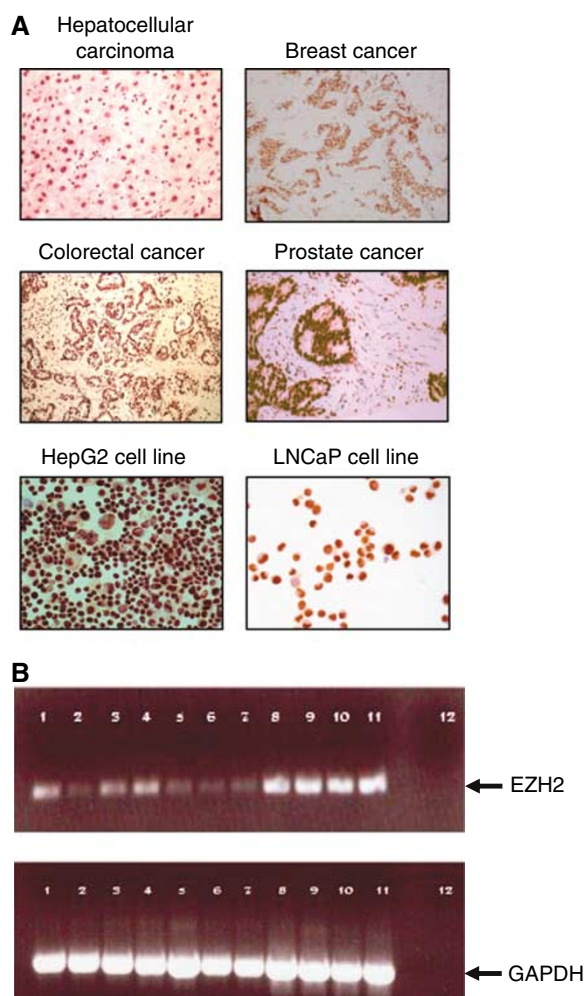 A
Hepatocellular
carcinoma
Breast cancer
Colorectal cancer
Prostate cancer
HepG2 cell line
LNCaP cell line
B
1 2 3 4 5 6 7 8 9 10 11 12
EZH2
1 2 3 4 5 6 7 8 9 10 11 12
GAPDH